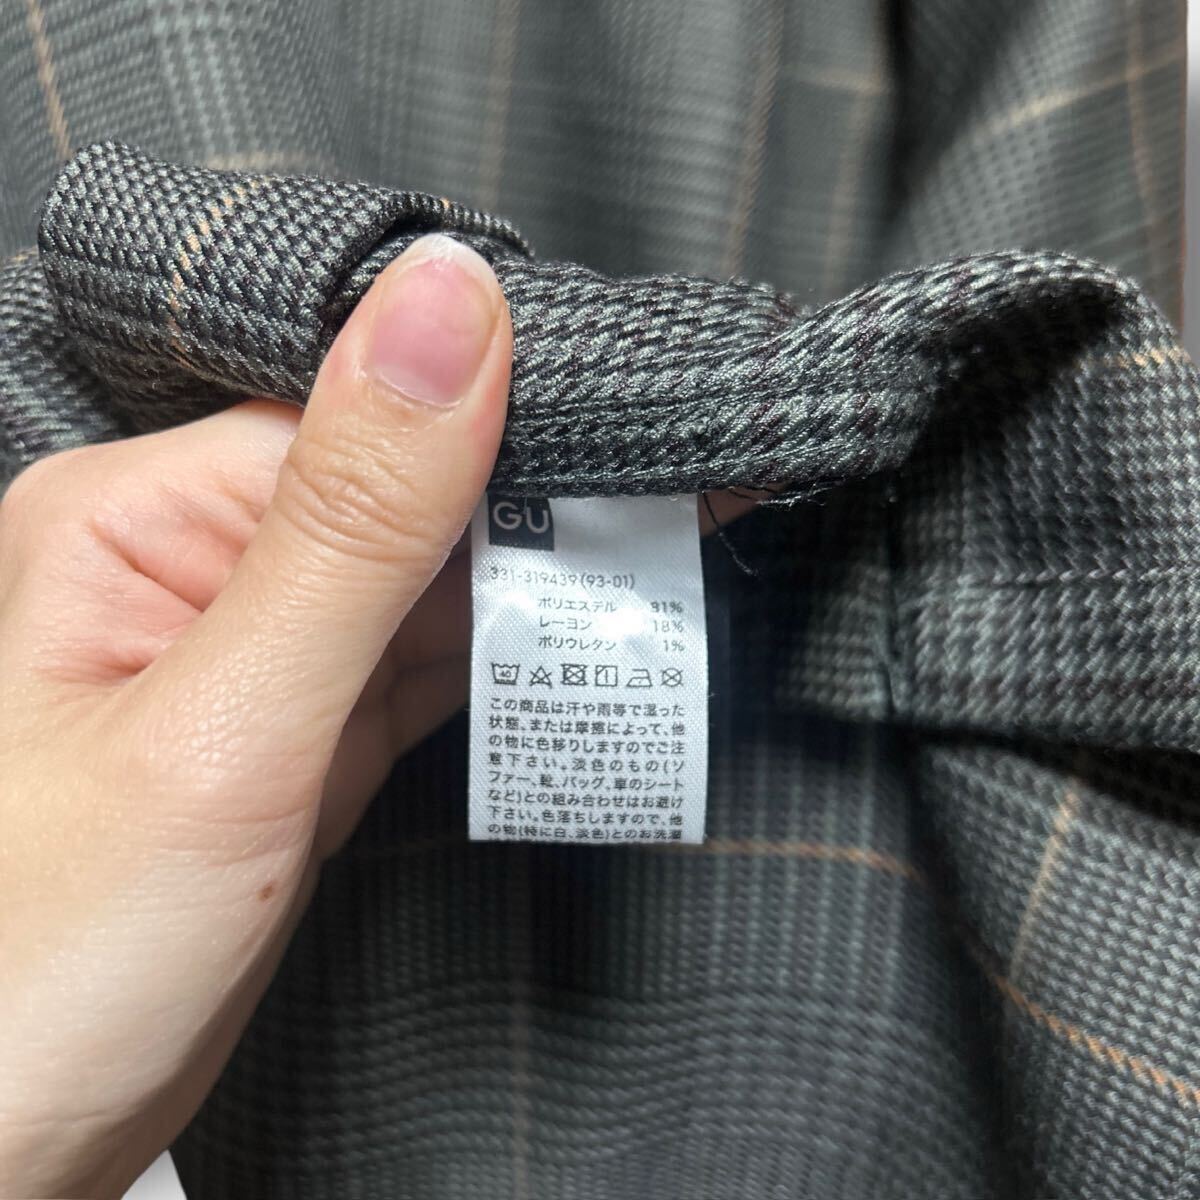 GU
331-319439(93-01)
ポリエステル 81%
レーヨン 18%
ポリウレタン 1%
40
この商品は汗や雨等で湿った
状態、または摩擦によって、他
の物に色移りしますのでご注
意下さい。淡色のもの(ソ
ファー、靴、バッグ、車のシート
など)との組み合わせはお避け
下さい。色落ちしますので、他
の物(特に白、淡色)とのお洗濯